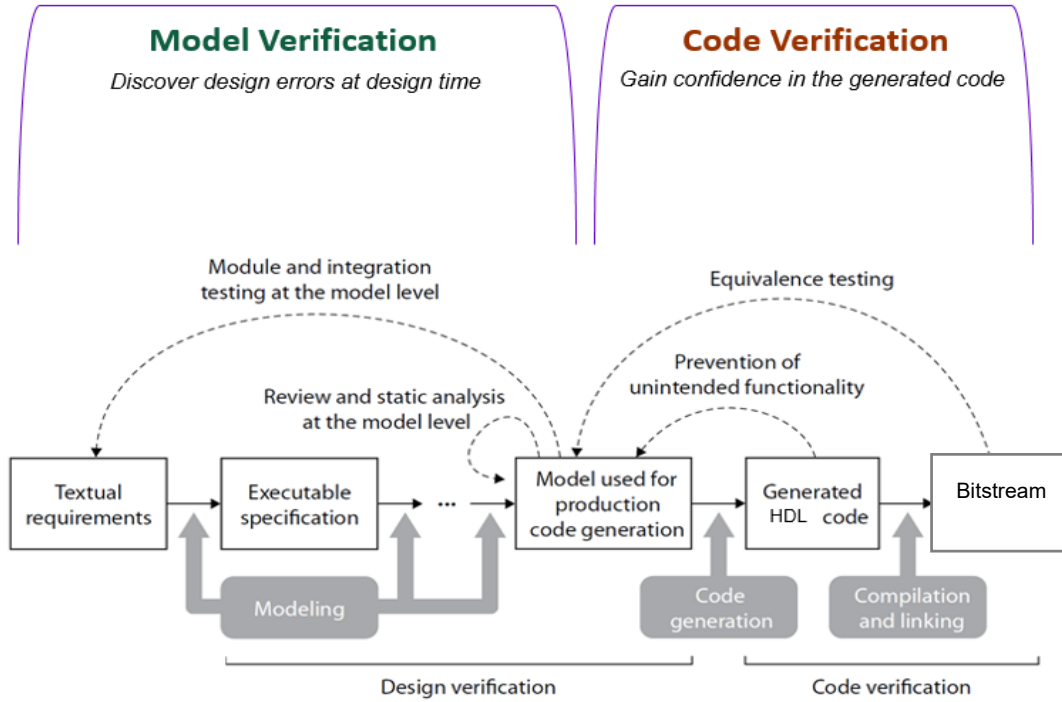 Model Verification
Discover design errors at design time
Code Verification
Gain confidence in the generated code
Module and integration
testing at the model level
Equivalence testing
Prevention of
unintended functionality
Review and static analysis
at the model level
Textual
requirements
Executable
specification
...
Model used for
production
code generation
Generated
HDL code
Bitstream
Modeling
Code
generation
Compilation
and linking
Design verification
Code verification